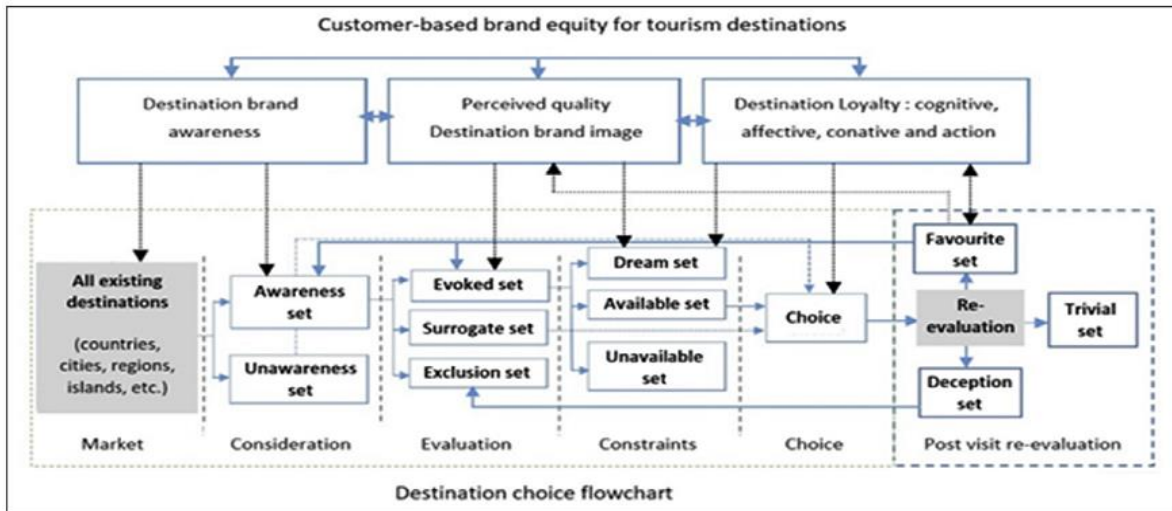 Customer-based brand equity for tourism destinations
Destination brand
awareness
Perceived quality
Destination brand image
Destination Loyalty : cognitive,
affective, conative and action
All existing
destinations
(countries,
cities, regions,
islands, etc.)
Awareness
set
Unawareness
set
Evoked set
Surrogate set
Exclusion set
Dream set
Available set
Unavailable
set
Choice
Favourite
set
Re-
evaluation
Trivial
set
Deception
set
Market
Consideration
Evaluation
Constraints
Choice
Post visit re-evaluation
Destination choice flowchart